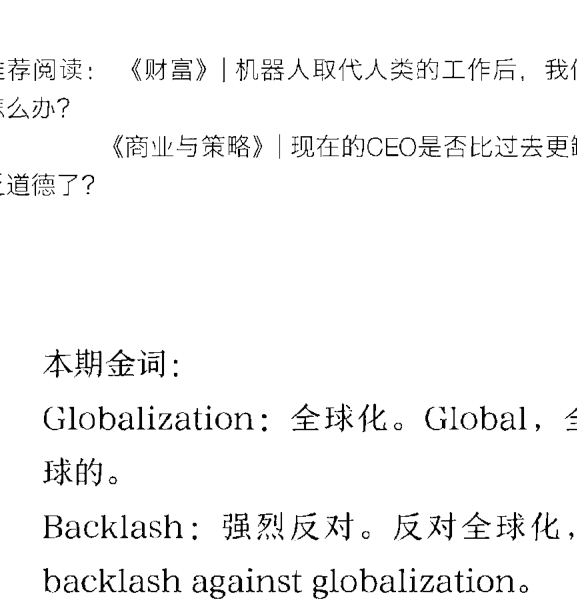 荐阅读： 《财富》| 机器人取代人类的工作后，我
么办？
《商业与策略》| 现在的CEO是否比过去更
道德了？
本期金词：
Globalization：全球化。Global，全
球的。
Backlash：强烈反对。反对全球化，
backlash against globalization。